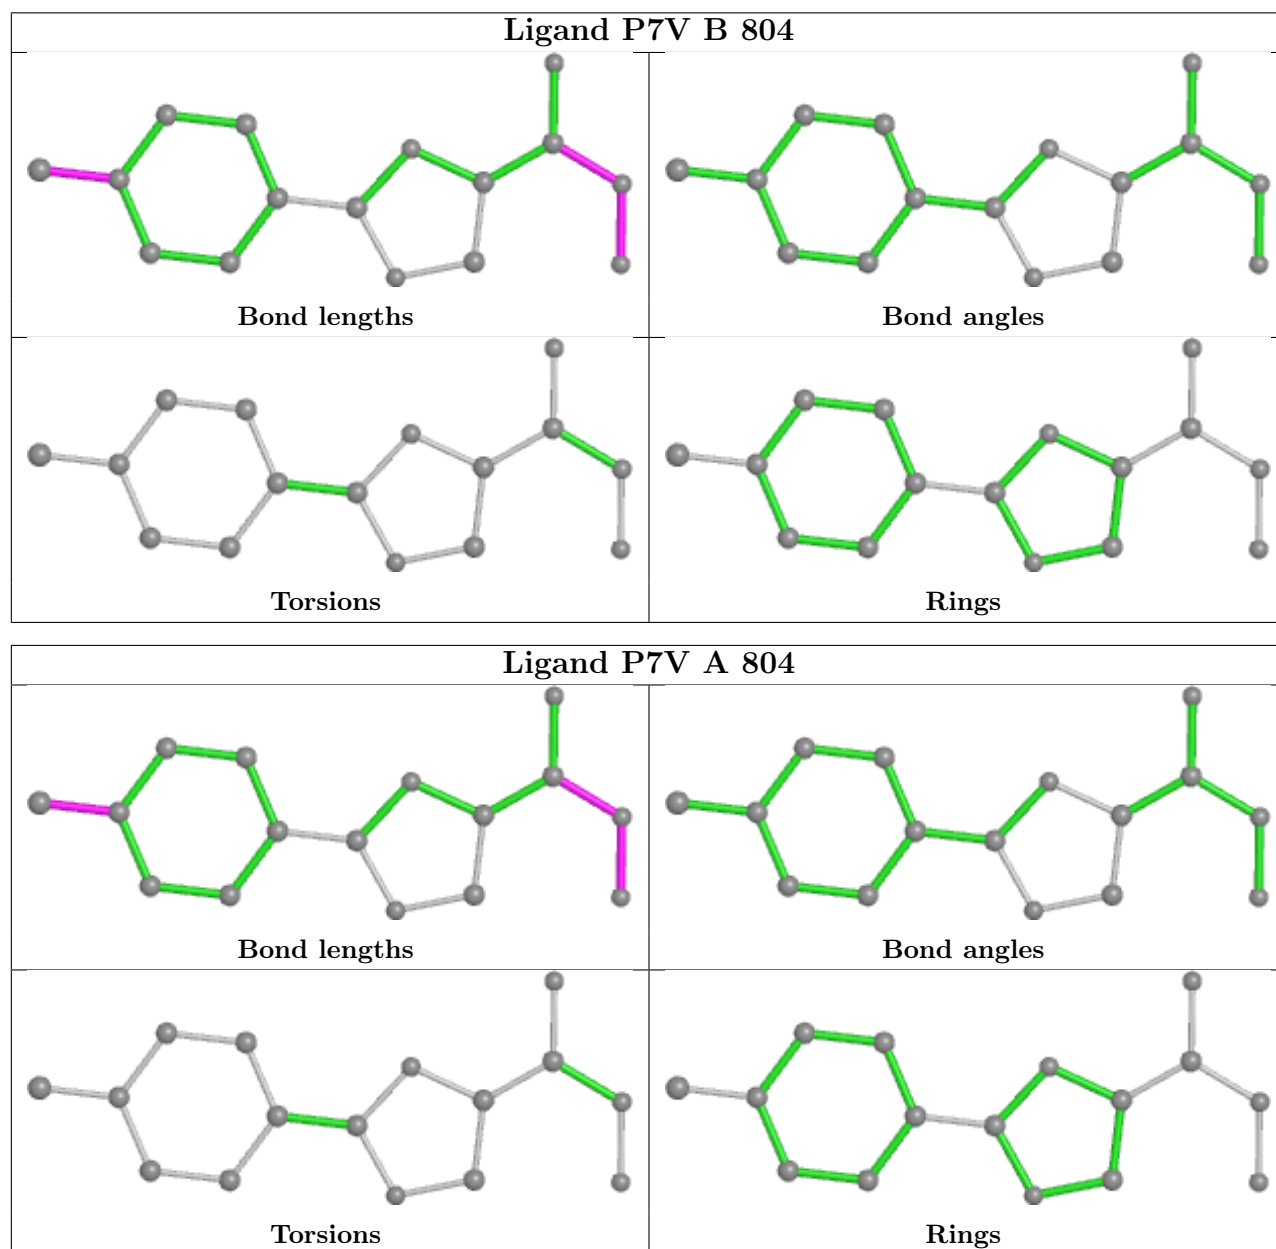 Ligand P7V B 804
Bond lengths
Bond angles
Torsions
Rings
Ligand P7V A 804
Bond lengths
Bond angles
Torsions
Rings